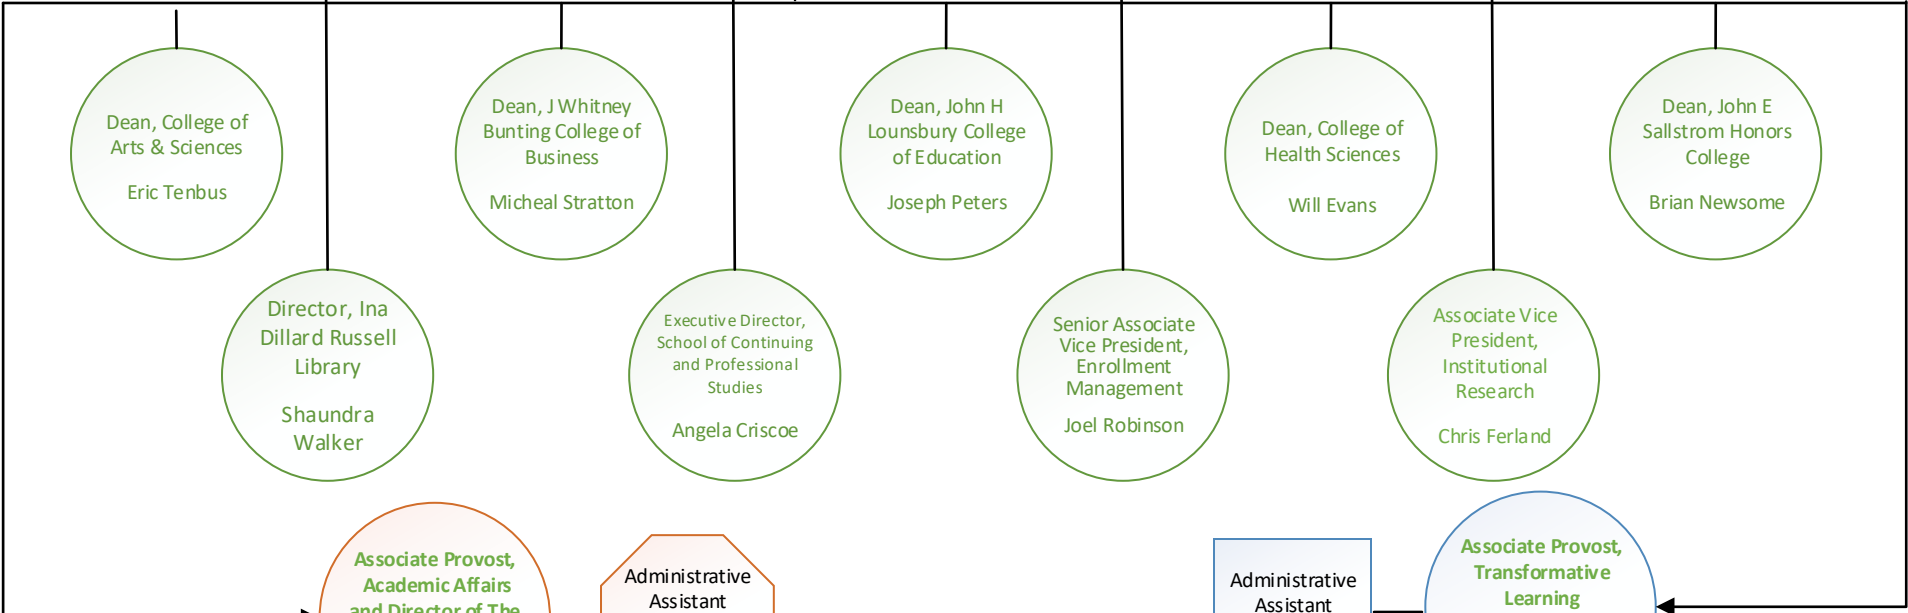 Dean, College of
Arts & Sciences
Eric Tenbus
Dean, J Whitney
Bunting College of
Business
Micheal Stratton
Dean, John H
Lounsbury College
of Education
Joseph Peters
Dean, College of
Health Sciences
Will Evans
Dean, John E
Sallstrom Honors
College
Brian Newsome
Director, Ina
Dillard Russell
Library
Shaundra
Walker
Executive Director,
School of Continuing
and Professional
Studies
Angela Criscoe
Senior Associate
Vice President,
Enrollment
Management
Joel Robinson
Associate Vice
President,
Institutional
Research
Chris Ferland
Associate Provost,
Academic Affairs
and Director of The
Administrative
Assistant
Administrative
Assistant
Associate Provost,
Transformative
Learning